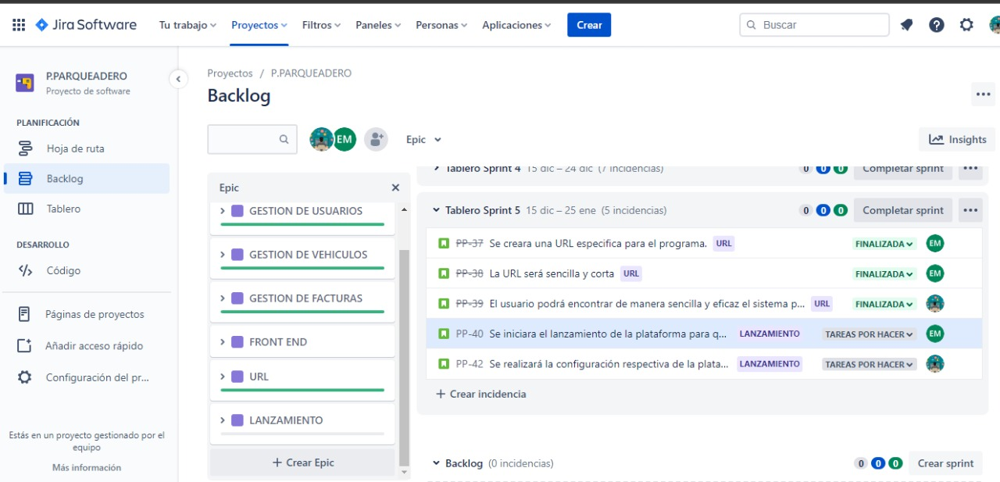 Jira Software Tu trabajo Proyectos Filtros Paneles Personas Aplicaciones Crear Buscar
P.PARQUEADERO
Proyecto de software
PLANIFICACIÓN
Hoja de ruta
Backlog
Tablero
DESARROLLO
Código
Páginas de proyectos
Añadir acceso rápido
Configuración del pr...
Estás en un proyecto gestionado por el
equipo
Más información
Proyectos / P.PARQUEADERO
Backlog
EM Epic Insights
Epic
GESTION DE USUARIOS
GESTION DE VEHICULOS
GESTION DE FACTURAS
FRONT END
URL
LANZAMIENTO
+ Crear Epic
Tablero Sprint 4 15 dic – 24 dic (7 incidencias) 0 0 0 Completar sprint
Tablero Sprint 5 15 dic – 25 ene (5 incidencias) 0 0 0 Completar sprint
PP-37 Se creara una URL especifica para el programa. URL FINALIZADA EM
PP-38 La URL será sencilla y corta URL FINALIZADA EM
PP-39 El usuario podrá encontrar de manera sencilla y eficaz el sistema p... URL FINALIZADA
PP-40 Se iniciara el lanzamiento de la plataforma para q... LANZAMIENTO TAREAS POR HACER EM
PP-42 Se realizará la configuración respectiva de la plata... LANZAMIENTO TAREAS POR HACER
+ Crear incidencia
Backlog (0 incidencias) 0 0 0 Crear sprint